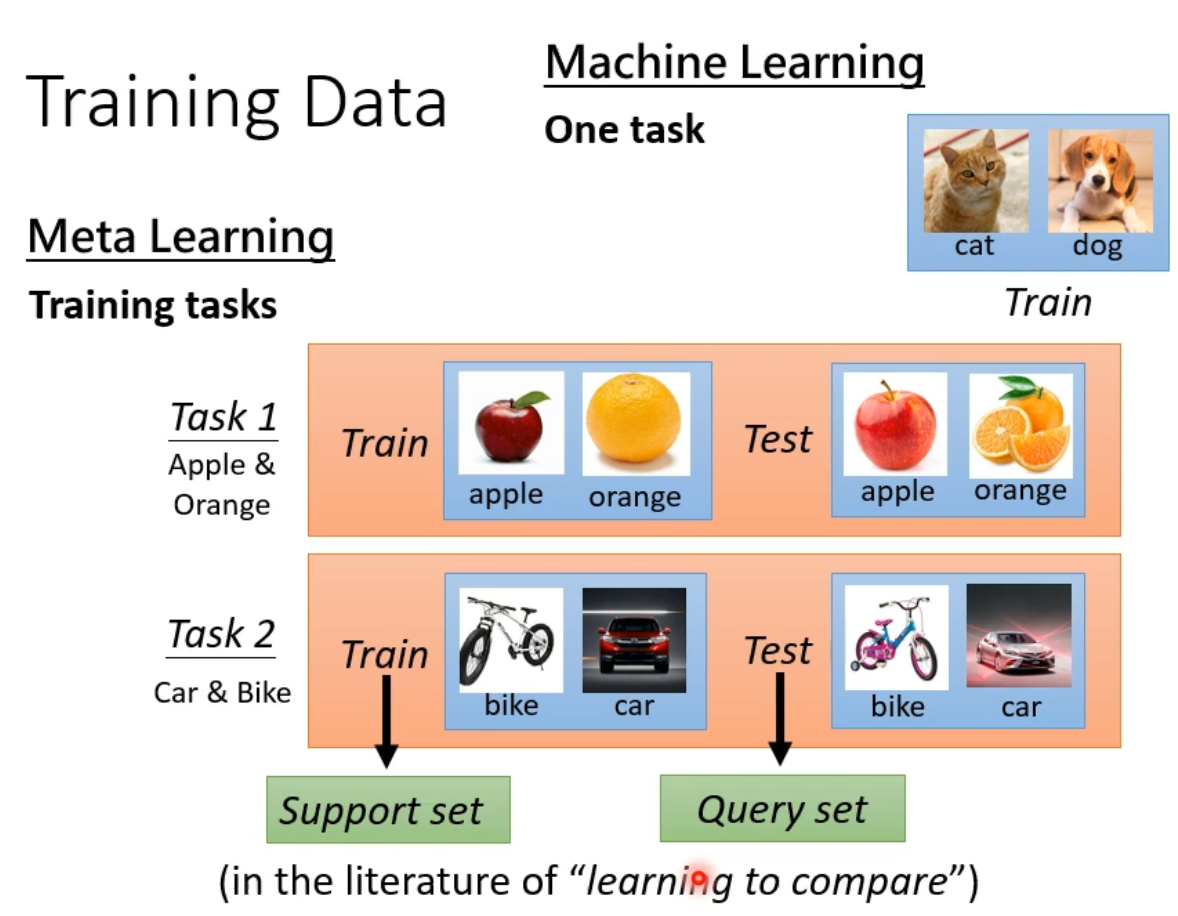 Training Data
Machine Learning
One task
cat
dog
Train
Meta Learning
Training tasks
Task 1
Apple &
Orange
Train
apple
orange
Test
apple
orange
Task 2
Car & Bike
Train
bike
car
Test
bike
car
Support set
Query set
(in the literature of “learning to compare”)